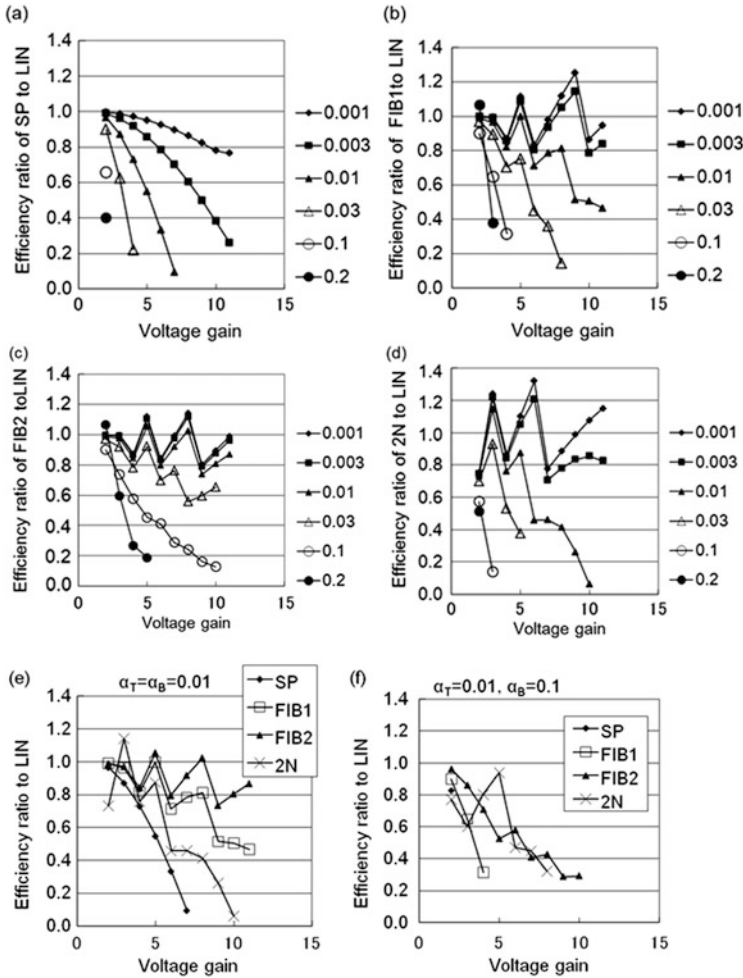 (a)
Efficiency ratio of SP to LIN
1.4
1.2
1.0
0.8
0.6
0.4
0.2
0.0
0 5 10 15
Voltage gain
0.001
0.003
0.01
0.03
0.1
0.2
(b)
Efficiency ratio of FIB1to LIN
1.4
1.2
1.0
0.8
0.6
0.4
0.2
0.0
0 5 10 15
Voltage gain
0.001
0.003
0.01
0.03
0.1
0.2
(c)
Efficiency ratio of FIB2 toLIN
1.4
1.2
1.0
0.8
0.6
0.4
0.2
0.0
0 5 10 15
Voltage gain
0.001
0.003
0.01
0.03
0.1
0.2
(d)
Efficiency ratio of 2N to LIN
1.4
1.2
1.0
0.8
0.6
0.4
0.2
0.0
0 5 10 15
Voltage gain
0.001
0.003
0.01
0.03
0.1
0.2
(e)
αT=αB=0.01
Efficiency ratio to LIN
1.4
1.2
1.0
0.8
0.6
0.4
0.2
0.0
0 5 10 15
Voltage gain
SP
FIB1
FIB2
2N
(f)
αT=0.01, αB=0.1
Efficiency ratio to LIN
1.4
1.2
1.0
0.8
0.6
0.4
0.2
0.0
0 5 10 15
Voltage gain
SP
FIB1
FIB2
2N